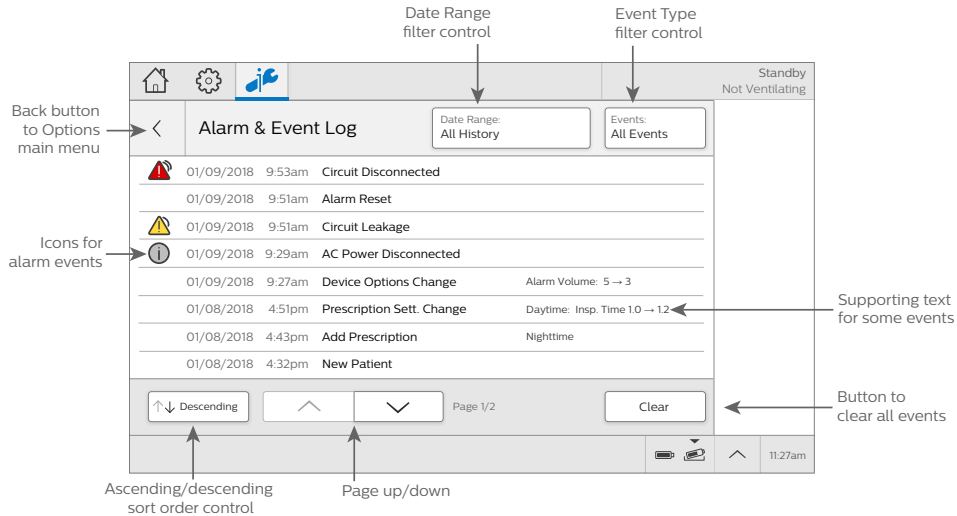 Date Range
filter control
Event Type
filter control
Standby
Not Ventilating
Back button
to Options
main menu
Alarm & Event Log
Date Range:
All History
Events:
All Events
01/09/2018 9:53am Circuit Disconnected
01/09/2018 9:51am Alarm Reset
01/09/2018 9:51am Circuit Leakage
Icons for
alarm events
i 01/09/2018 9:29am AC Power Disconnected
01/09/2018 9:27am Device Options Change Alarm Volume: 5 → 3
01/08/2018 4:51pm Prescription Sett. Change Daytime: Insp. Time 1.0 → 1.2
Supporting text
for some events
01/08/2018 4:43pm Add Prescription Nighttime
01/08/2018 4:32pm New Patient
↑↓ Descending
Page 1/2
Clear
Button to
clear all events
11:27am
Ascending/descending
sort order control
Page up/down